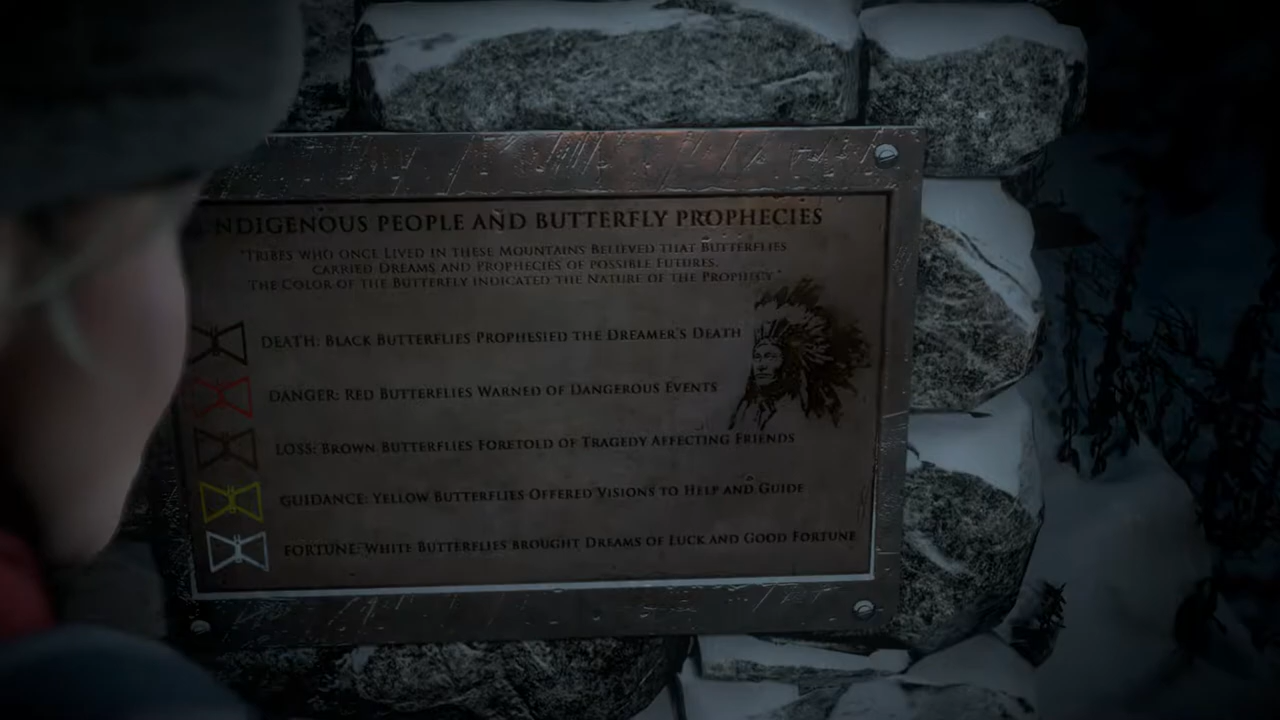 NDIGENOUS PEOPLE AND BUTTERFLY PROPHECIES
"TRIBES WHO ONCE LIVED IN THESE MOUNTAINS BELIEVED THAT BUTTERFLIES
CARRIED DREAMS AND PROPHECIES OF POSSIBLE FUTURES.
THE COLOR OF THE BUTTERFLY INDICATED THE NATURE OF THE PROPHESY."
DEATH: BLACK BUTTERFLIES PROPHESIED THE DREAMER'S DEATH
DANGER: RED BUTTERFLIES WARNED OF DANGEROUS EVENTS
LOSS: BROWN BUTTERFLIES FORETOLD OF TRAGEDY AFFECTING FRIENDS
GUIDANCE: YELLOW BUTTERFLIES OFFERED VISIONS TO HELP AND GUIDE
FORTUNE: WHITE BUTTERFLIES BROUGHT DREAMS OF LUCK AND GOOD FORTUNE